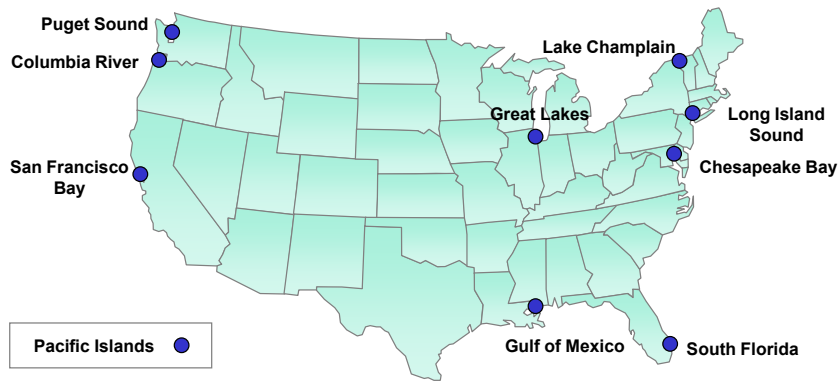 Puget Sound
Columbia River
Lake Champlain
Great Lakes
Long Island
Sound
Chesapeake Bay
San Francisco
Bay
Pacific Islands
Gulf of Mexico
South Florida